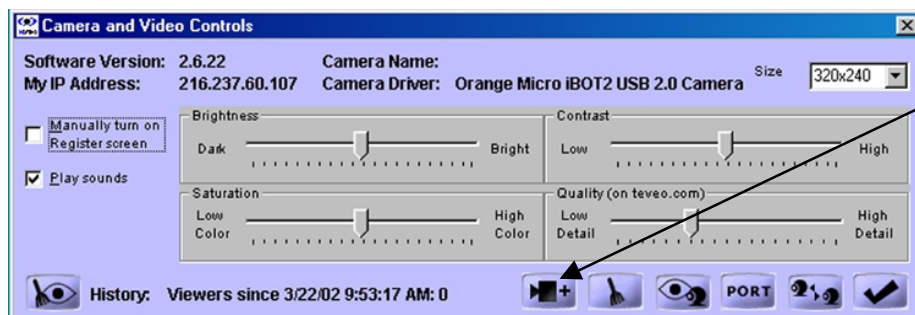 Camera and Video Controls
Software Version: 2.6.22 Camera Name:
My IP Address: 216.237.60.107 Camera Driver: Orange Micro iBOT2 USB 2.0 Camera Size 320x240
Manually turn on
Register screen
Play sounds
Brightness
Dark Bright
Contrast
Low High
Saturation
Low Color High Color
Quality (on teveo.com)
Low Detail High Detail
History: Viewers since 3/22/02 9:53:17 AM: 0
PORT